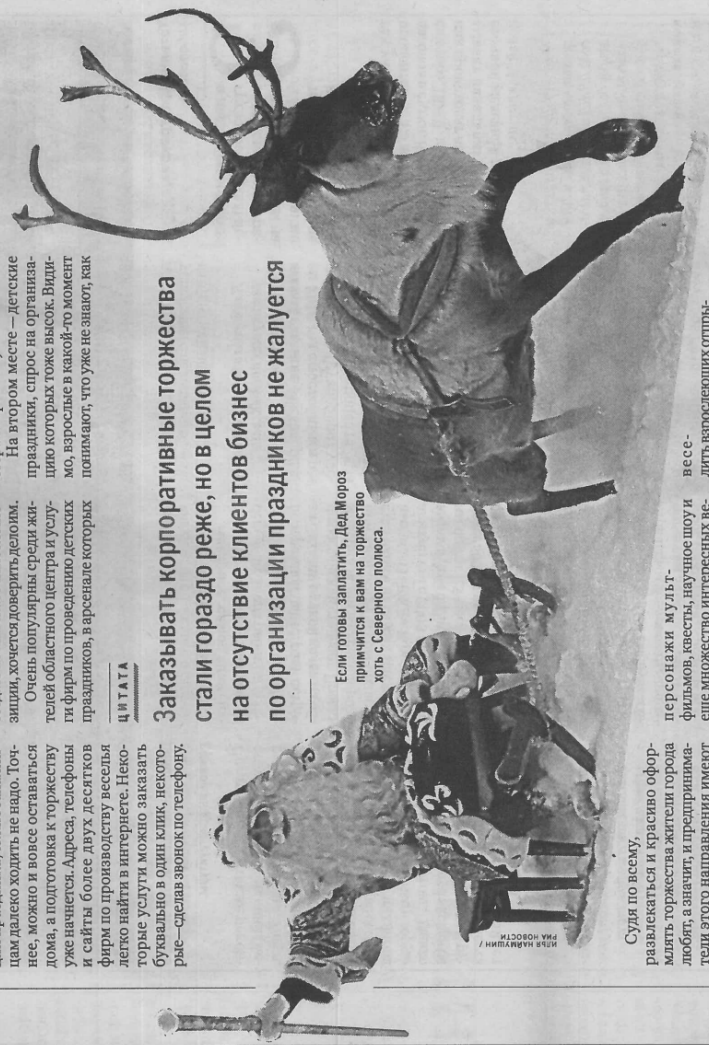 цам далеко ходить не надо. Точ-
нее, можно и вовсе оставаться
дома, а подготовка к торжеству
уже начнется. Адреса, телефоны
и сайты более двух десятков
фирм по производству веселья
легко найти в интернете. Неко-
торые услуги можно заказать
буквально в один клик, некото-
рые — сделав звонок по телефону.
Судя по всему,
развлекаться и красиво офор-
млять торжества жители города
любят, а значит, и предпринима-
тели этого направления имеют
зиции, хочется доверить делоим.
Очень популярны среди жи-
телей областного центра и услу-
ги фирм по проведению детских
праздников, в арсенале которых
ЦИТАТА
Заказывать корпоративные торжества
стали гораздо реже, но в целом
на отсутствие клиентов бизнес
по организации праздников не жалуется
Если готовы заплатить, Дед Мороз
примчится к вам на торжество
хоть с Северного полюса.
персонажи мульт-
фильмов, квесты, научное шоу и
еще множество интересных ве-
На втором месте — детские
праздники, спрос на организа-
цию которых тоже высок. Види-
мо, взрослые в какой-то момент
понимают, что уже не знают, как
весе-
лить взрослеющих отпры-
ИЛЬЯ НАЙМУШИН /
РИА НОВОСТИ